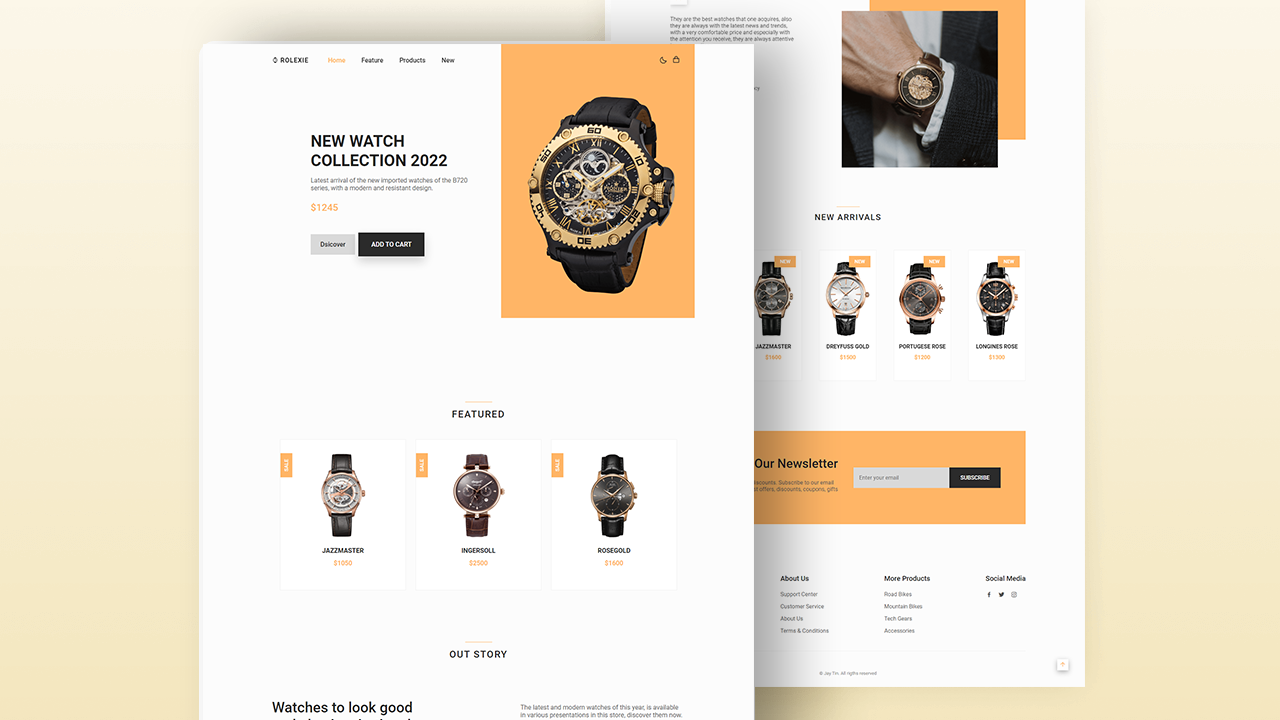 ROLEXIE
Home
Feature
Products
New
NEW WATCH
COLLECTION 2022
Latest arrival of the new imported watches of the B720
series, with a modern and resistant design.
$1245
Dsicover
ADD TO CART
60
10
50
FEATURED
SALE
JAZZMASTER
$1050
SALE
INGERSOLL
$2500
SALE
ROSEGOLD
$1600
OUT STORY
Watches to look good
The latest and modern watches of this year, is available
in various presentations in this store, discover them now.
They are the best watches that one acquires, also
they are always with the latest news and trends,
with a very comfortable price and especially with
the attention you receive, they are always attentive
NEW ARRIVALS
NEW
JAZZMASTER
$1600
NEW
DREYFUSS GOLD
$1500
NEW
PORTUGESE ROSE
$1200
NEW
LONGINES ROSE
$1300
Our Newsletter
discounts. Subscribe to our email
offers, discounts, coupons, gifts
Enter your email
SUBSCRIBE
About Us
Support Center
Customer Service
About Us
Terms & Conditions
More Products
Road Bikes
Mountain Bikes
Tech Gears
Accessories
Social Media
© Jay Tin. All rigths reserved